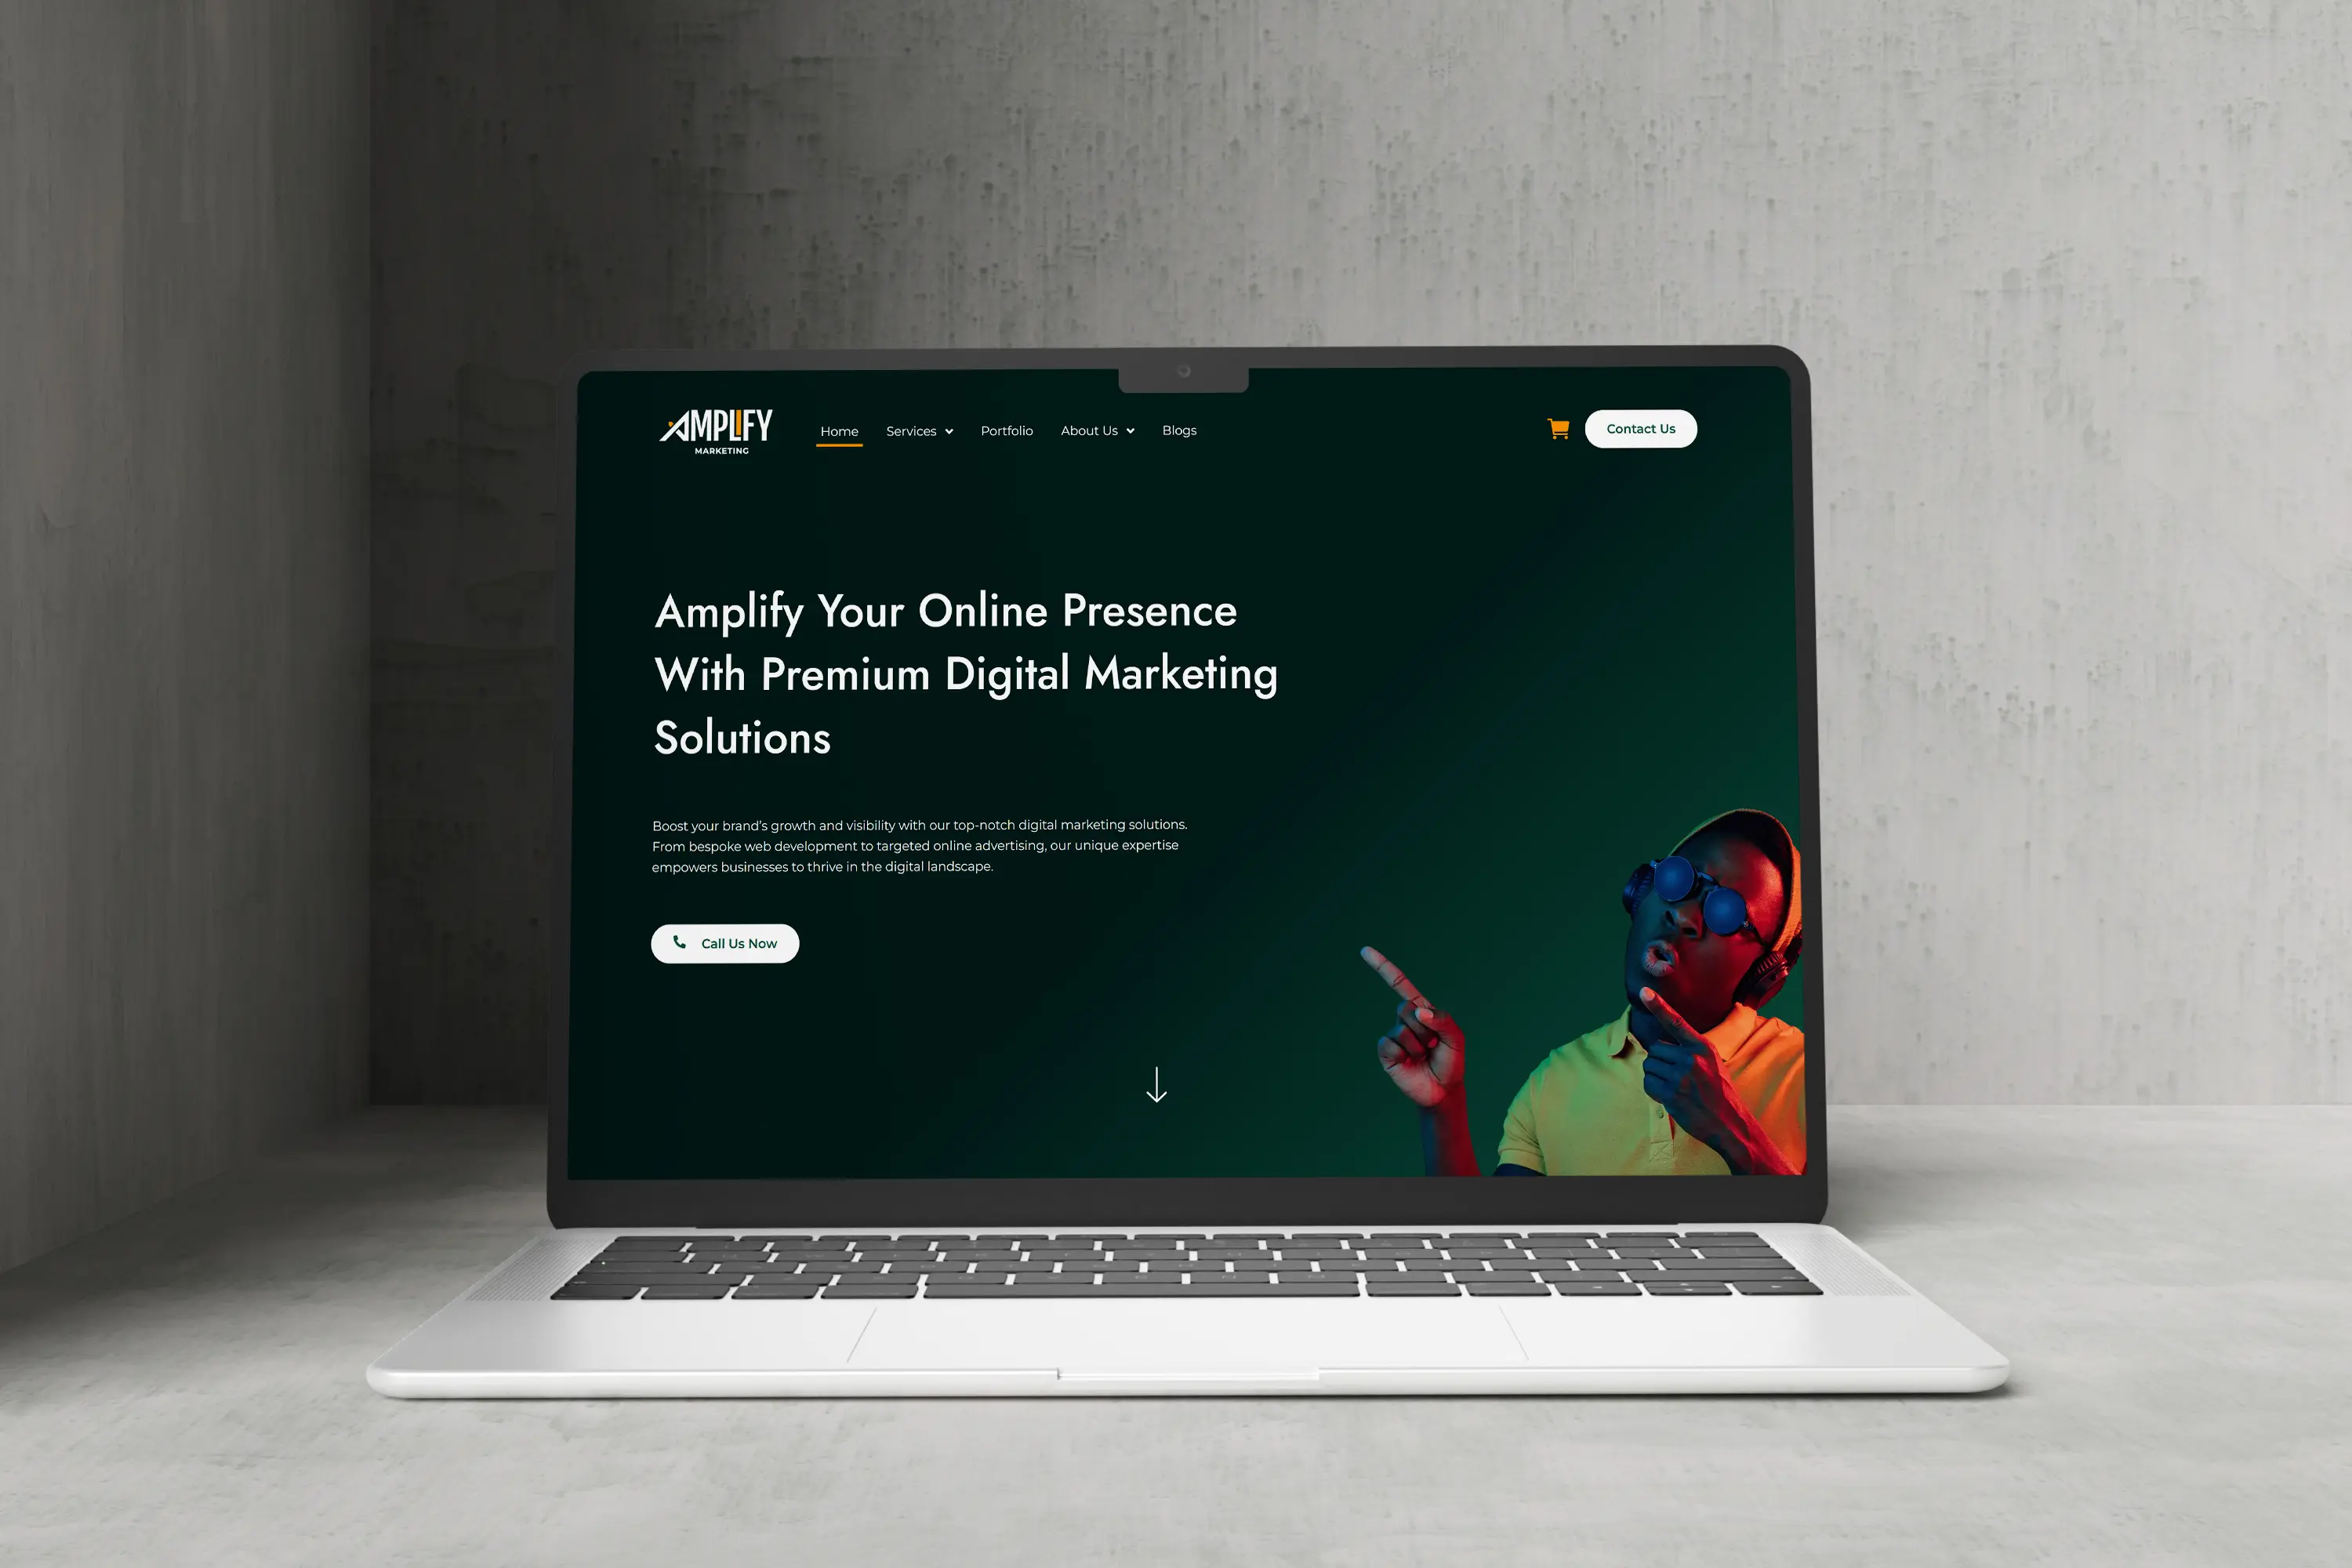 AMPLIFY
MARKETING
Home
Services
Portfolio
About Us
Blogs
Contact Us
Amplify Your Online Presence
With Premium Digital Marketing
Solutions
Boost your brand's growth and visibility with our top-notch digital marketing solutions.
From bespoke web development to targeted online advertising, our unique expertise
empowers businesses to thrive in the digital landscape.
Call Us Now